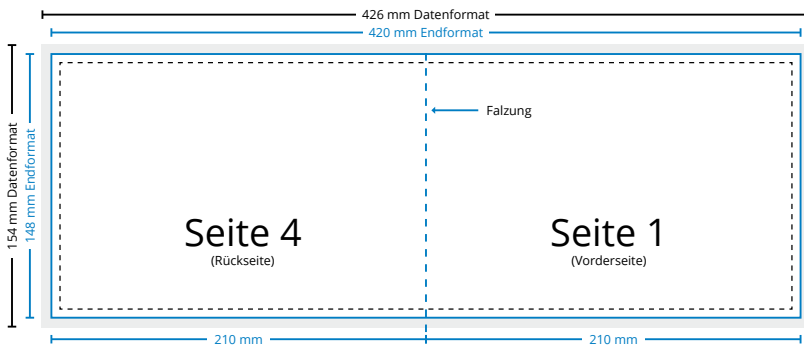 426 mm Datenformat
420 mm Endformat
154 mm Datenformat
148 mm Endformat
Falzung
Seite 4
(Rückseite)
Seite 1
(Vorderseite)
210 mm
210 mm